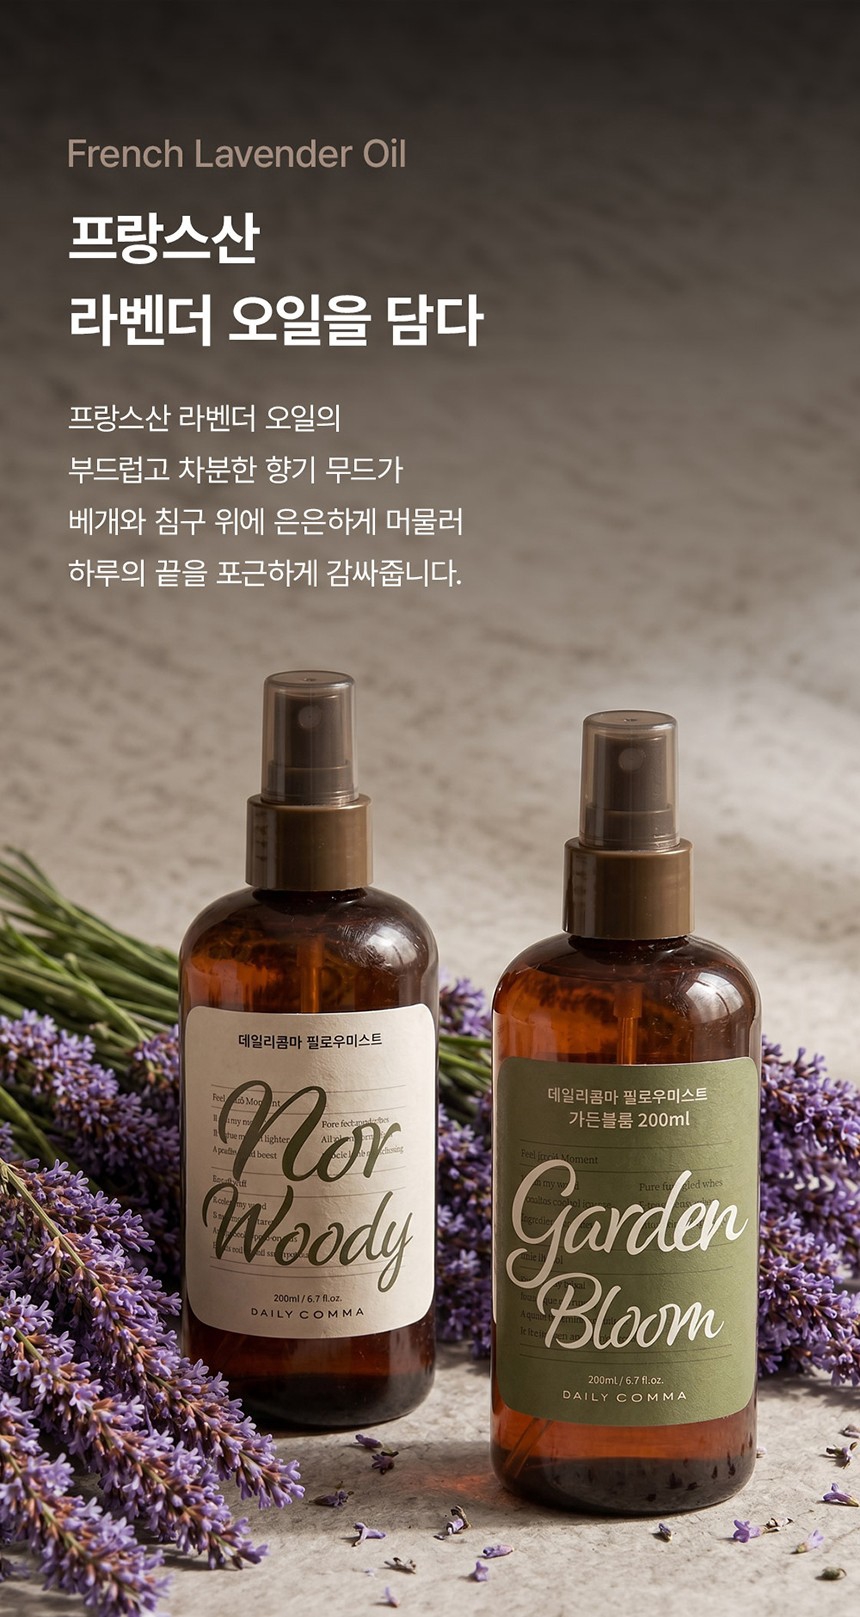 French Lavender Oil
프랑스산
라벤더 오일을 담다
프랑스산 라벤더 오일의
부드럽고 차분한 향기 무드가
베개와 침구 위에 은은하게 머물러
하루의 끝을 포근하게 감싸줍니다.
데일리콤마 필로우미스트
Nor
Woody
200ml / 6.7 fl.oz.
DAILY COMMA
데일리콤마 필로우미스트
가든블룸 200ml
Garden
Bloom
200ml / 6.7 fl.oz.
DAILY COMMA